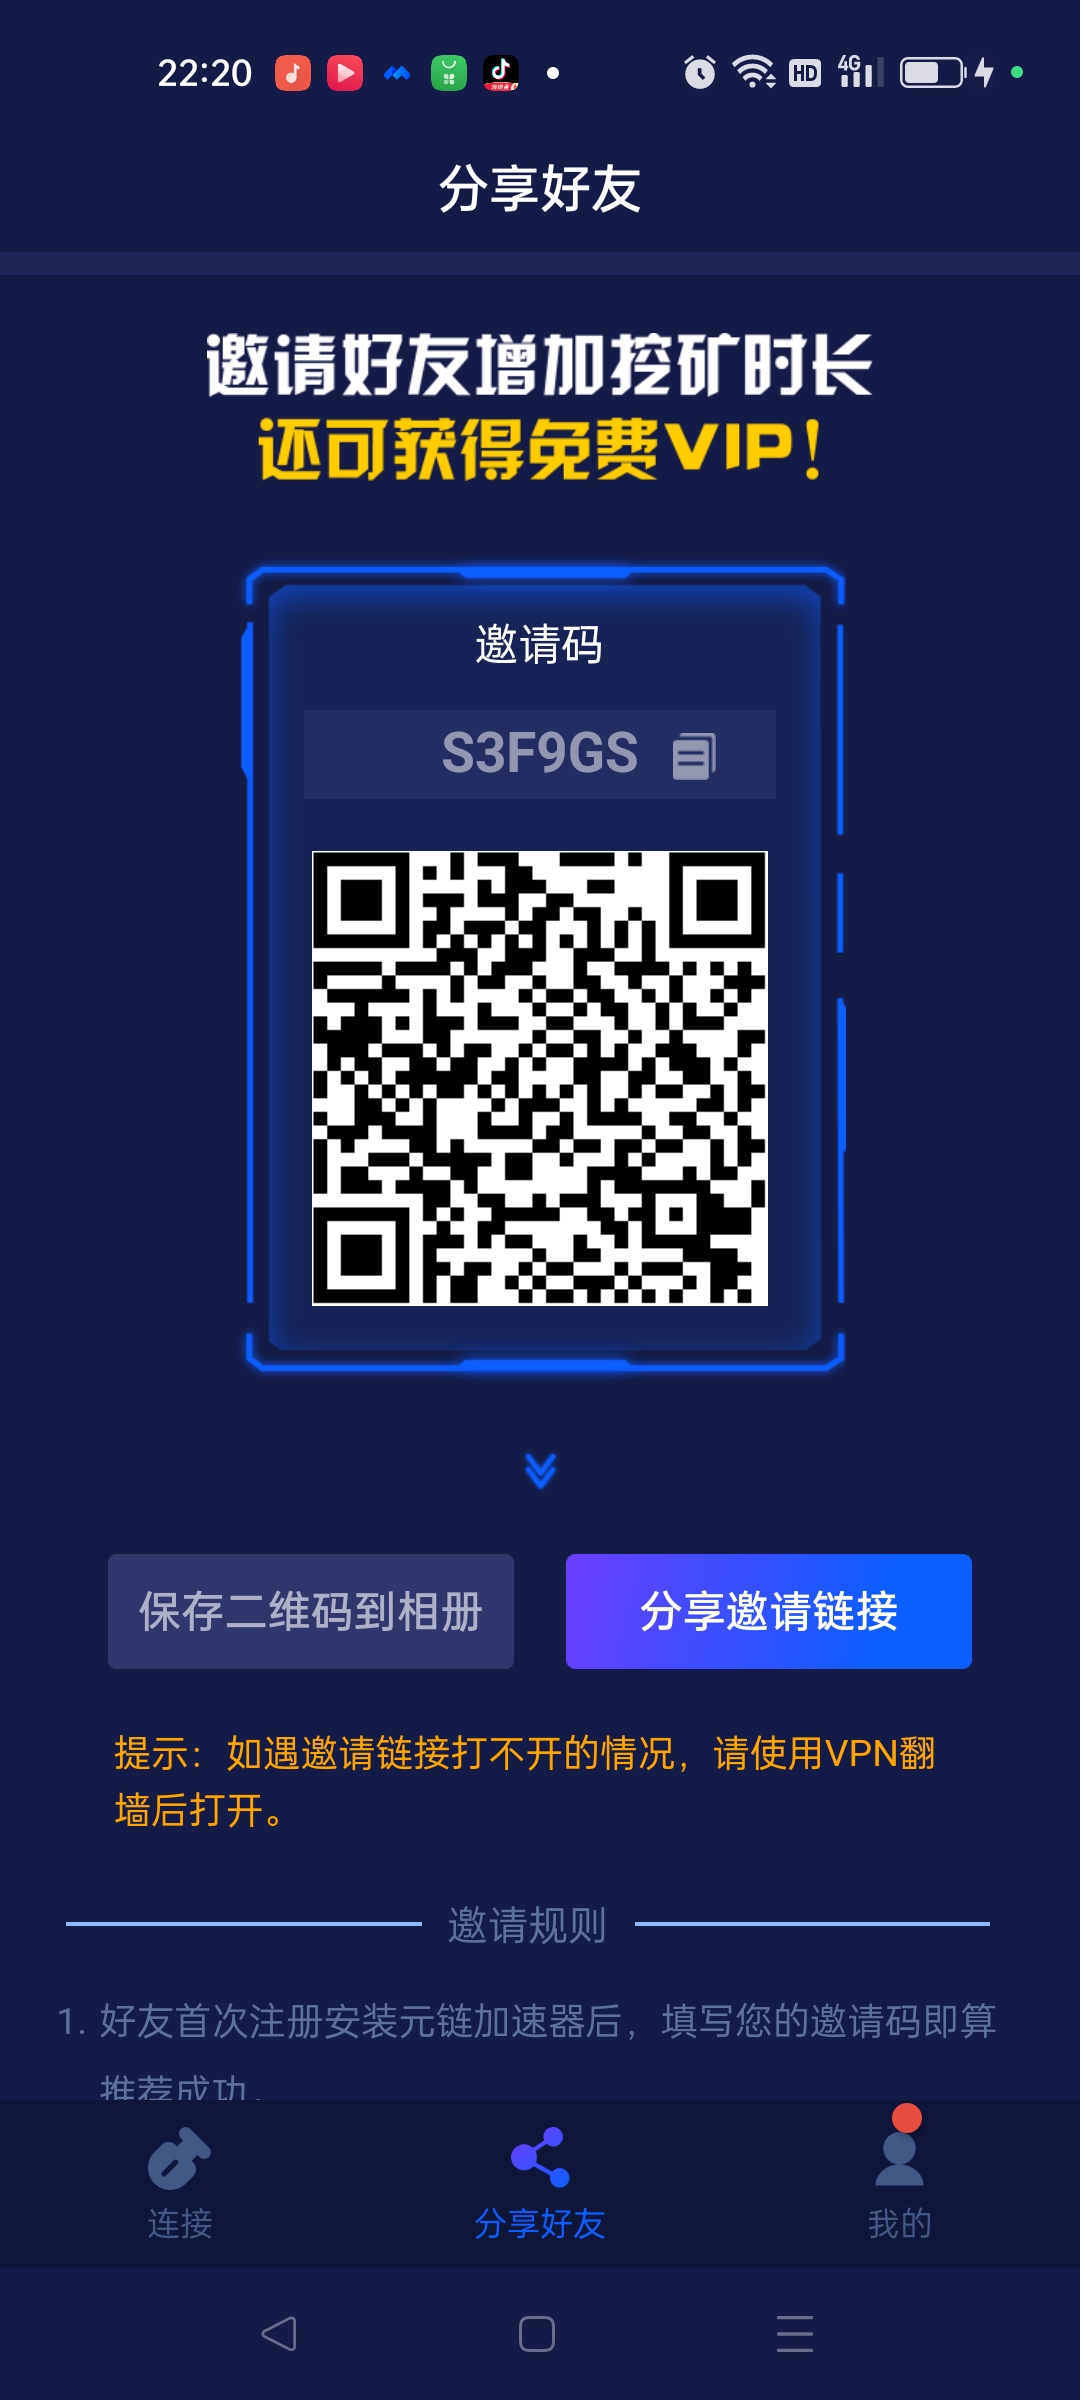 22:20
HD
4G
分享好友
邀请好友增加挖矿时长
还可获得免费VIP！
邀请码
S3F9GS
保存二维码到相册
分享邀请链接
提示：如遇邀请链接打不开的情况，请使用VPN翻
墙后打开。
邀请规则
1. 好友首次注册安装元链加速器后，填写您的邀请码即算
推荐成功。
连接
分享好友
我的